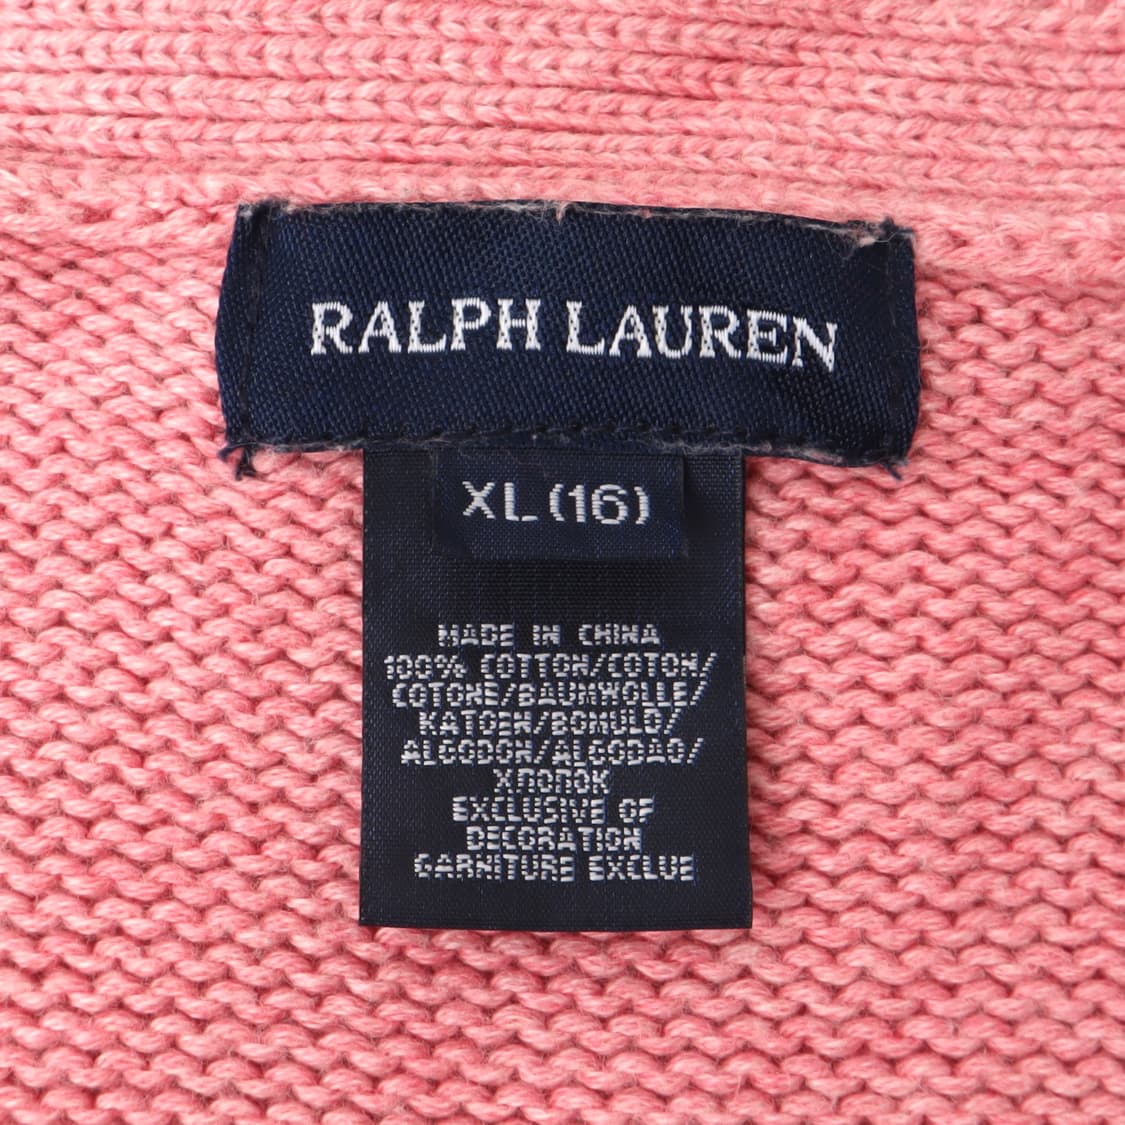 RALPH LAUREN
XL (16)
MADE IN CHINA
100% COTTON/COTON/
COTONE/BAUMWOLLE/
KATOEN/BOMULD/
ALGODON/ALGODAO/
ХЛОПОК
EXCLUSIVE OF
DECORATION
GARNITURE EXCLUE